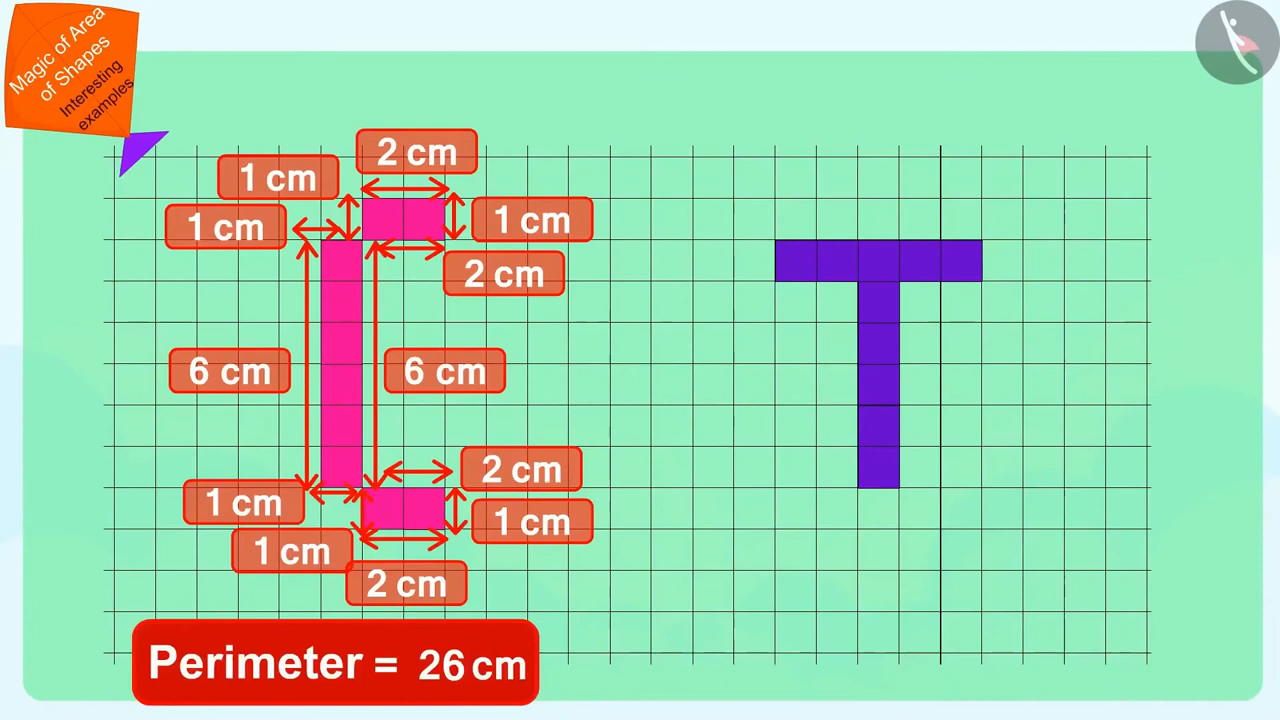 Magic of Area
of Shapes
Interesting
examples
2 cm
1 cm
1 cm
1 cm
2 cm
6 cm
6 cm
2 cm
1 cm
1 cm
1 cm
2 cm
Perimeter = 26 cm